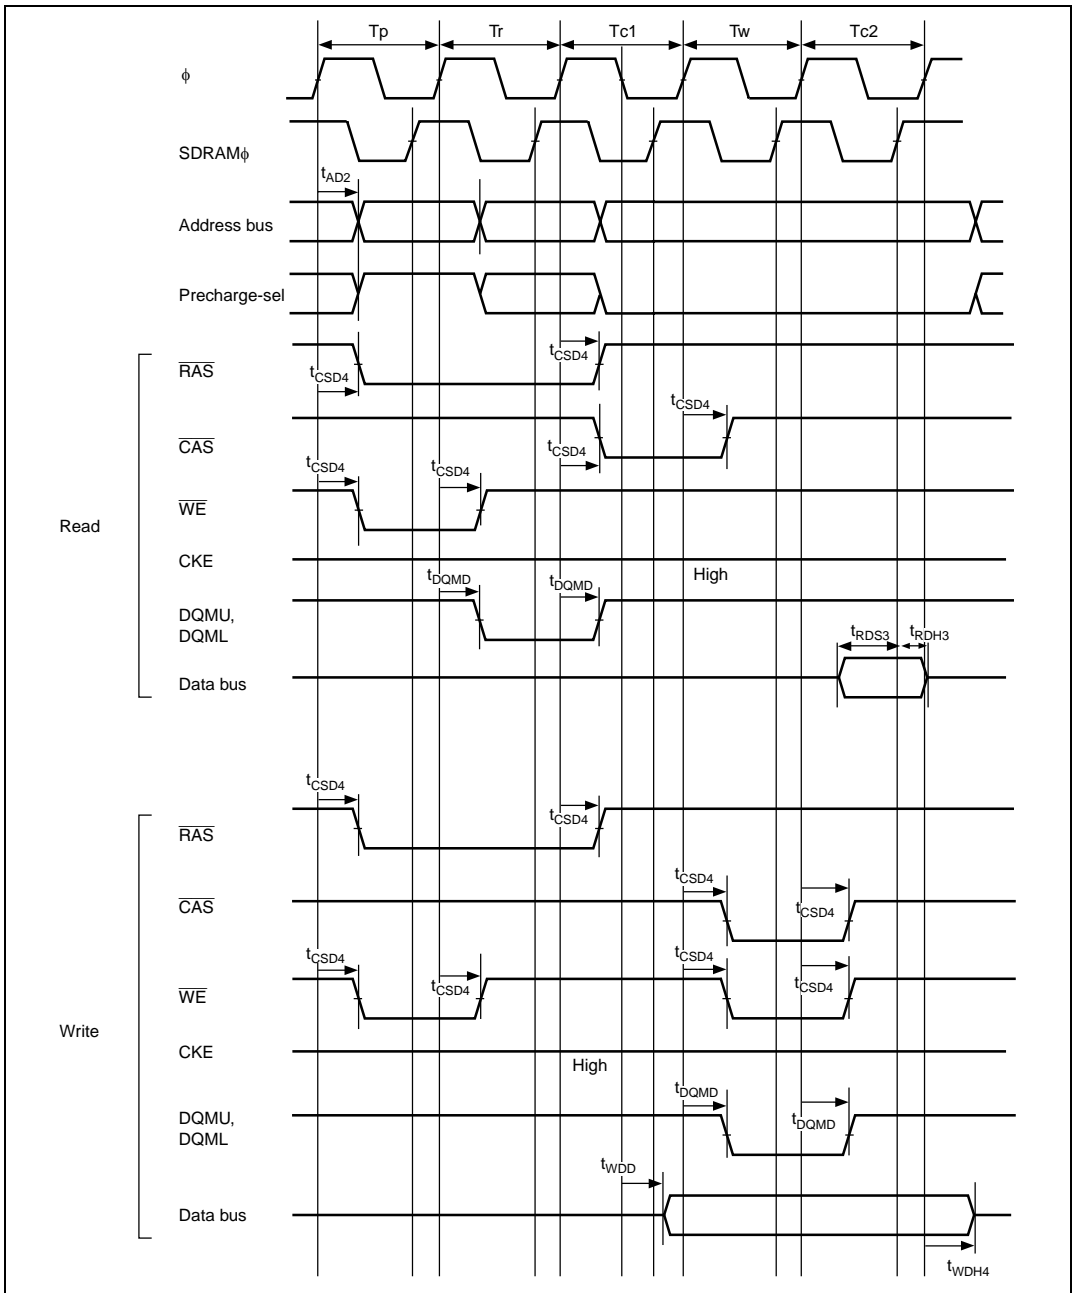 Tp Tr Tc1 Tw Tc2
ϕ
SDRAMϕ
tAD2
Address bus
Precharge-sel
Read
RAS
tCSD4
tCSD4
CAS
tCSD4
tCSD4
WE
tCSD4 tCSD4
CKE
High
DQMU,
DQML
tDQMD tDQMD
Data bus
tRDS3 tRDH3
Write
RAS
tCSD4
tCSD4
CAS
tCSD4
tCSD4
WE
tCSD4 tCSD4 tCSD4 tCSD4
CKE
High
DQMU,
DQML
tDQMD
tDQMD
Data bus
tWDD
tWDH4